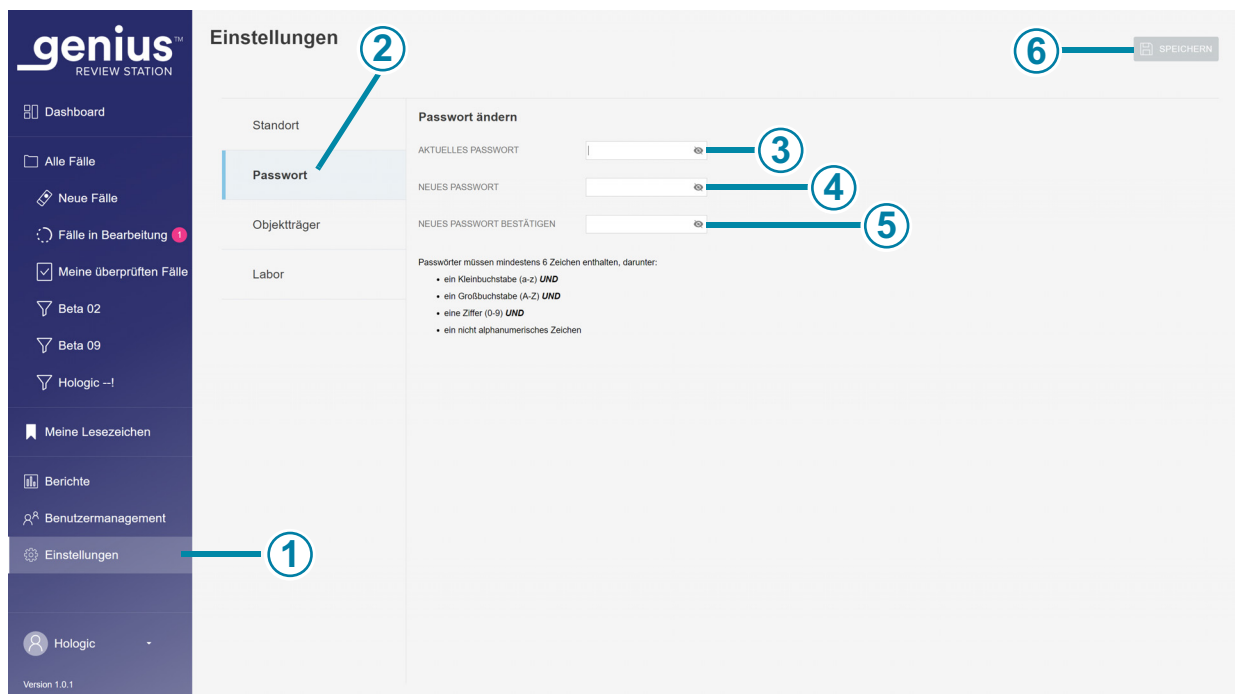 genius™
REVIEW STATION
Dashboard
Alle Fälle
Neue Fälle
Fälle in Bearbeitung 1
Meine überprüften Fälle
Beta 02
Beta 09
Hologic --!
Meine Lesezeichen
Berichte
Benutzermanagement
Einstellungen
1
Hologic
Version 1.0.1
Einstellungen
2
6
SPEICHERN
Standort
Passwort
Objektträger
Labor
Passwort ändern
AKTUELLES PASSWORT
3
NEUES PASSWORT
4
NEUES PASSWORT BESTÄTIGEN
5
Passwörter müssen mindestens 6 Zeichen enthalten, darunter:
• ein Kleinbuchstabe (a-z) UND
• ein Großbuchstabe (A-Z) UND
• eine Ziffer (0-9) UND
• ein nicht alphanumerisches Zeichen